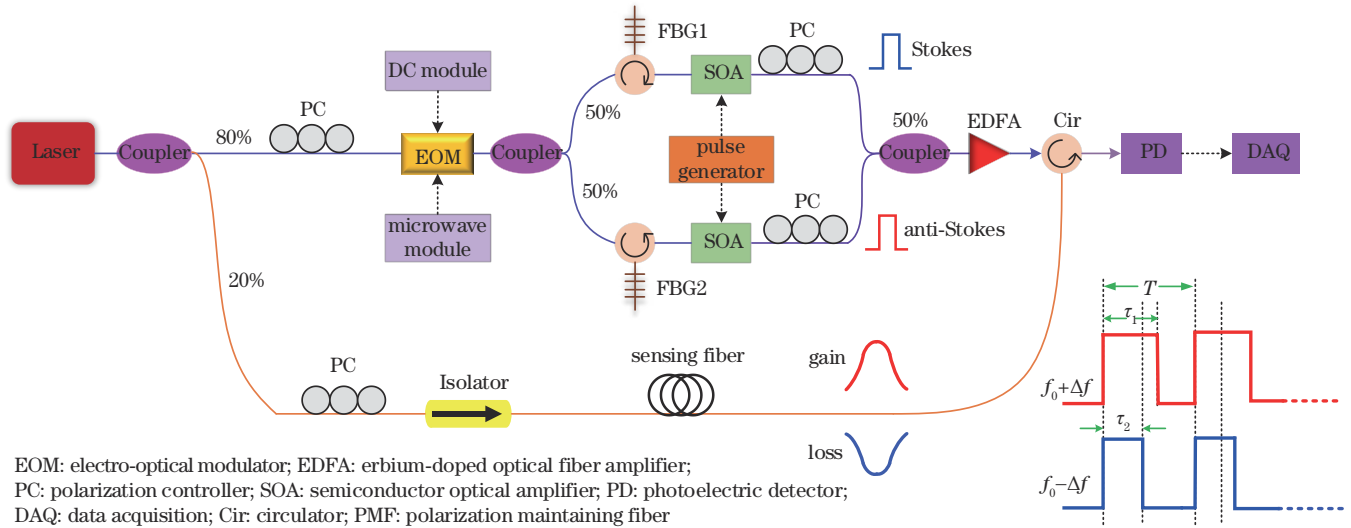 FBG1
PC
Stokes
DC module
SOA
PC
50%
50%
EDFA
Cir
Laser
Coupler
80%
EOM
Coupler
pulse
generator
Coupler
PD
DAQ
50%
PC
microwave
module
SOA
anti-Stokes
20%
FBG2
T
τ1
sensing fiber
gain
PC
Isolator
f0+Δf
τ2
loss
f0−Δf
EOM: electro-optical modulator; EDFA: erbium-doped optical fiber amplifier;
PC: polarization controller; SOA: semiconductor optical amplifier; PD: photoelectric detector;
DAQ: data acquisition; Cir: circulator; PMF: polarization maintaining fiber